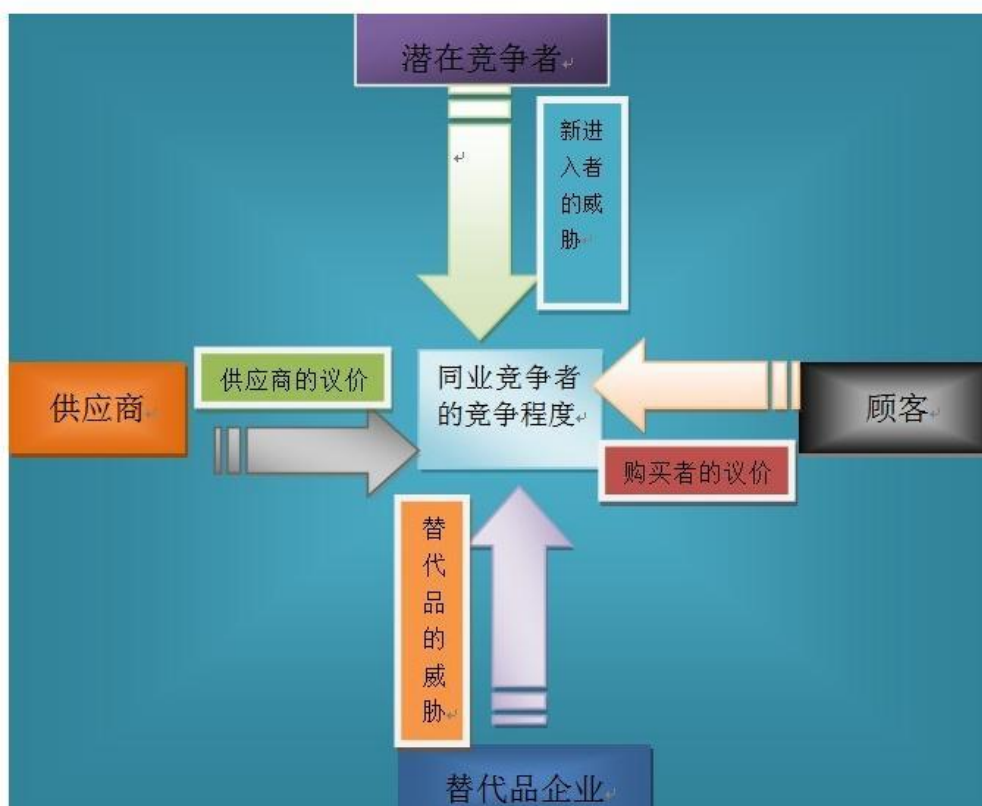 潜在竞争者
新进
入者
的威
胁
供应商的议价
供应商
同业竞争者
的竞争程度
顾客
购买者的议价
替
代
品
的
威
胁
替代品企业